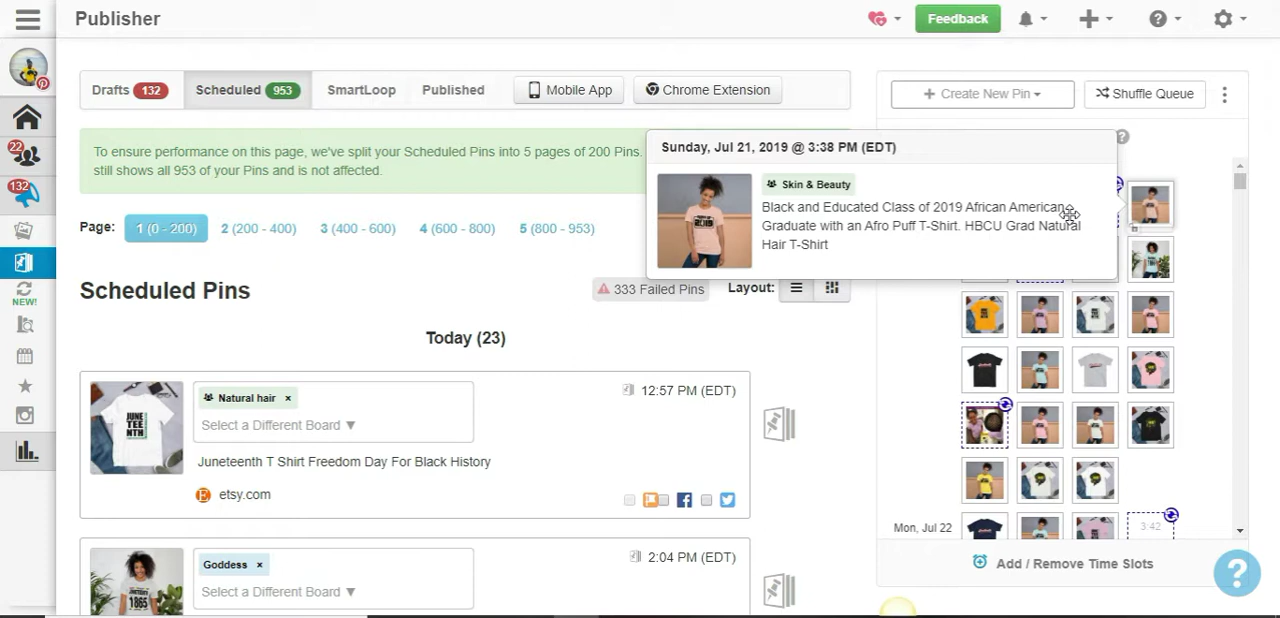 Publisher
Feedback
22
132
NEW!
Drafts 132
Scheduled 953
SmartLoop
Published
Mobile App
Chrome Extension
+ Create New Pin
Shuffle Queue
To ensure performance on this page, we've split your Scheduled Pins into 5 pages of 200 Pins.
still shows all 953 of your Pins and is not affected.
Sunday, Jul 21, 2019 @ 3:38 PM (EDT)
Skin & Beauty
Black and Educated Class of 2019 African American
Graduate with an Afro Puff T-Shirt. HBCU Grad Natural
Hair T-Shirt
Page: 1 (0 - 200) 2 (200 - 400) 3 (400 - 600) 4 (600 - 800) 5 (800 - 953)
Scheduled Pins
333 Failed Pins
Layout:
Today (23)
JUNE
TEE
NTH
Natural hair ×
12:57 PM (EDT)
Select a Different Board ▼
Juneteenth T Shirt Freedom Day For Black History
etsy.com
Goddess ×
2:04 PM (EDT)
Select a Different Board ▼
1865
Mon, Jul 22
3:42
Add / Remove Time Slots
?